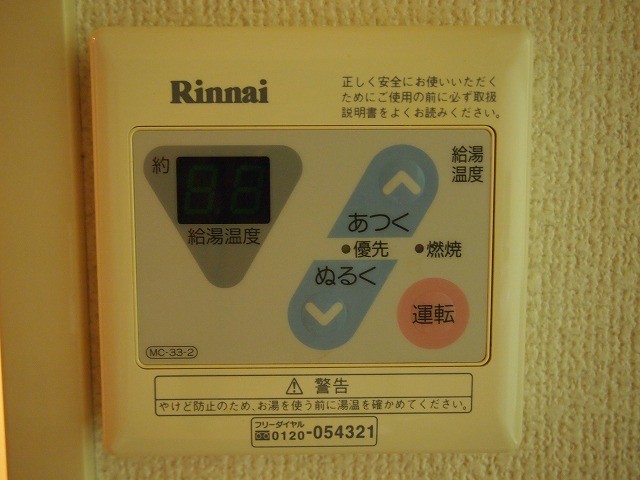 Rinnai
正しく安全にお使いいただく
ためにご使用の前に必ず取扱
説明書をよくお読みください。
約
給湯温度
給湯
温度
あつく
優先
燃焼
ぬるく
運転
MC-33-2
⚠ 警告
やけど防止のため、お湯を使う前に湯温を確かめてください。
フリーダイヤル
0120-054321